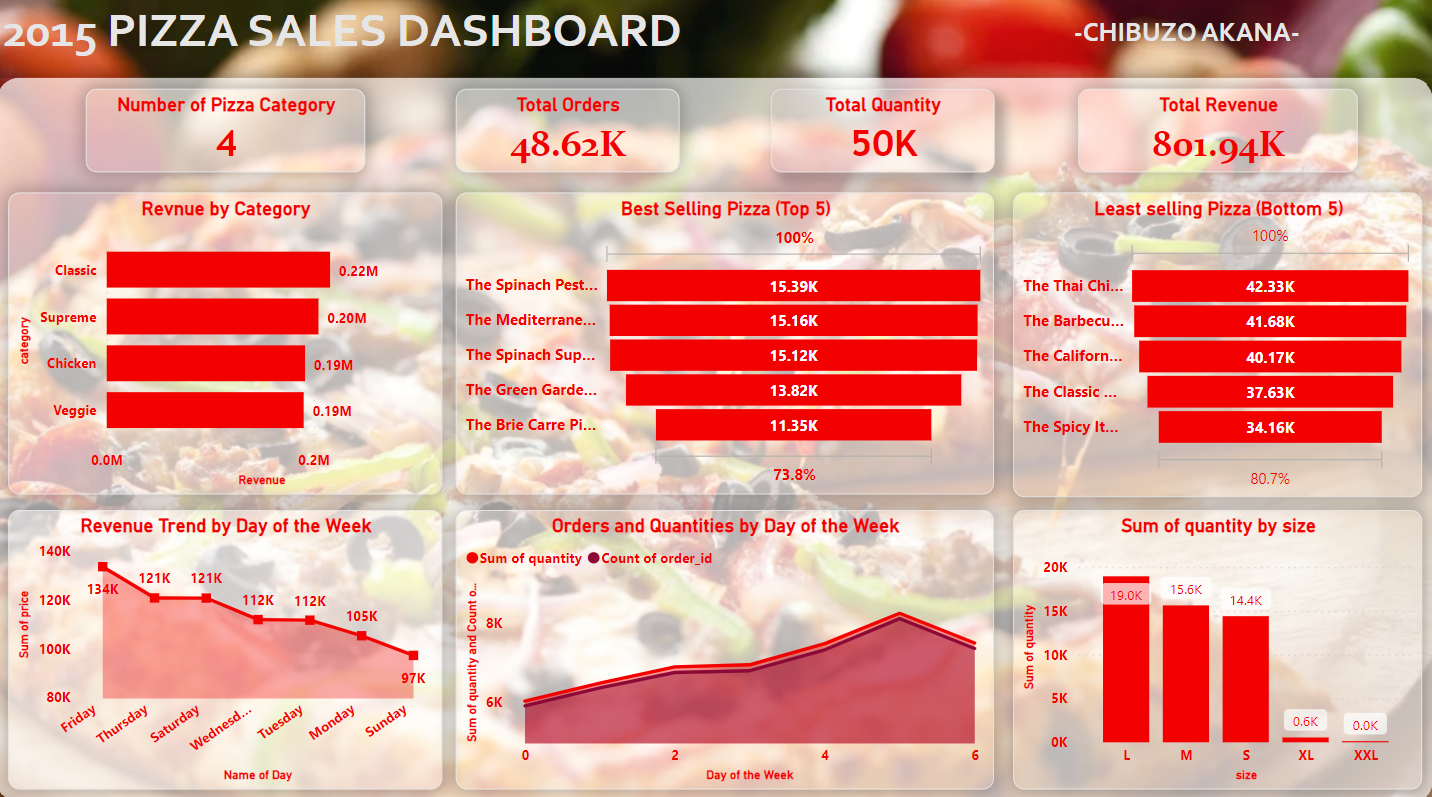 2015 PIZZA SALES DASHBOARD
-CHIBUZO AKANA-
Number of Pizza Category
4
Total Orders
48.62K
Total Quantity
50K
Total Revenue
801.94K
Revnue by Category
category
Classic
0.22M
Supreme
0.20M
Chicken
0.19M
Veggie
0.19M
0.0M
0.2M
Revenue
Best Selling Pizza (Top 5)
100%
The Spinach Pest... 15.39K
The Mediterrane... 15.16K
The Spinach Sup... 15.12K
The Green Garde... 13.82K
The Brie Carre Pi... 11.35K
73.8%
Least selling Pizza (Bottom 5)
100%
The Thai Chi... 42.33K
The Barbecu... 41.68K
The Californ... 40.17K
The Classic ... 37.63K
The Spicy It... 34.16K
80.7%
Revenue Trend by Day of the Week
Sum of price
140K
120K
100K
80K
134K
121K
121K
112K
112K
105K
97K
Friday
Thursday
Saturday
Wednesd...
Tuesday
Monday
Sunday
Name of Day
Orders and Quantities by Day of the Week
Sum of quantity
Count of order_id
Sum of quantity and Count o...
8K
6K
0
2
4
6
Day of the Week
Sum of quantity by size
Sum of quantity
20K
15K
10K
5K
0K
19.0K
15.6K
14.4K
0.6K
0.0K
L
M
S
XL
XXL
size